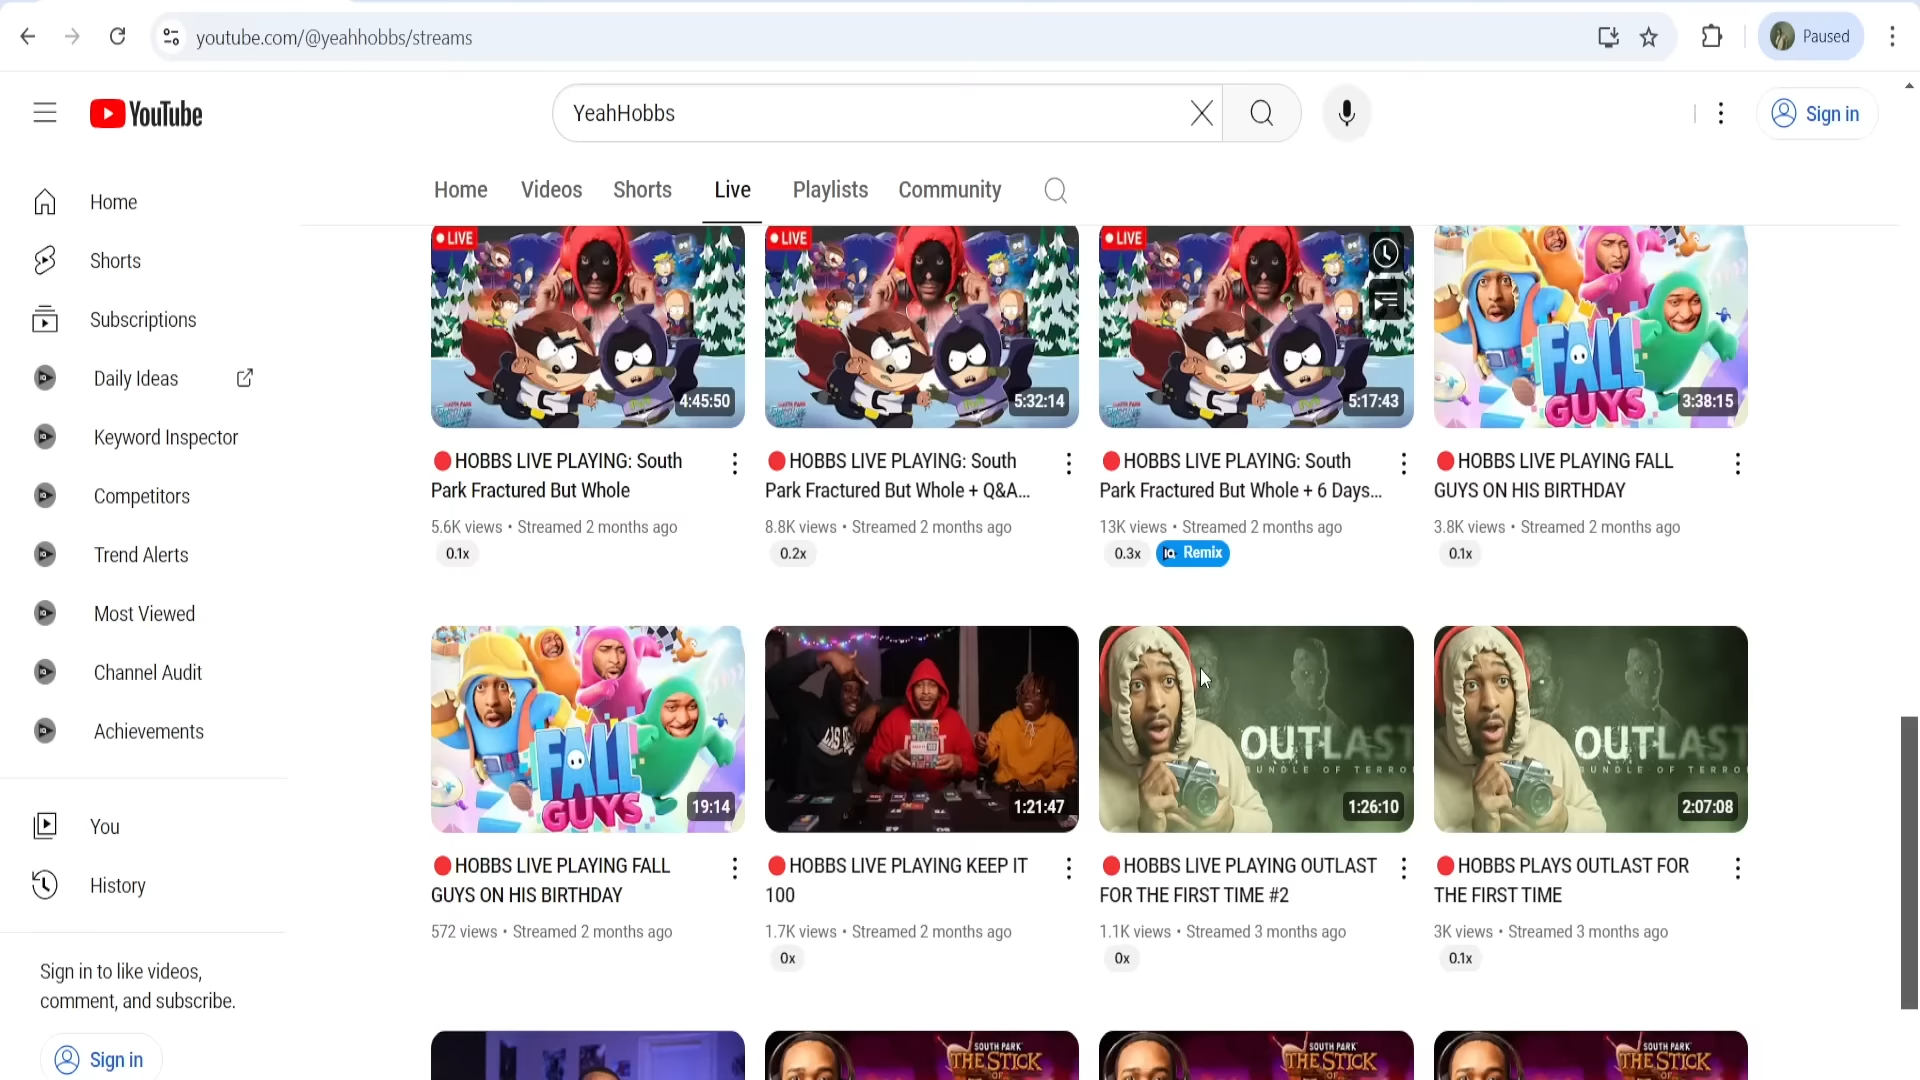 youtube.com/@yeahhobbs/streams
Paused
YouTube
YeahHobbs
Sign in
Home
Shorts
Subscriptions
Daily Ideas
Keyword Inspector
Competitors
Trend Alerts
Most Viewed
Channel Audit
Achievements
You
History
Sign in to like videos,
comment, and subscribe.
Sign in
Home Videos Shorts Live Playlists Community
LIVE
4:45:50
LIVE
5:32:14
LIVE
5:17:43
FALL
GUYS
3:38:15
HOBBS LIVE PLAYING: South
Park Fractured But Whole
5.6K views • Streamed 2 months ago
0.1x
HOBBS LIVE PLAYING: South
Park Fractured But Whole + Q&A...
8.8K views • Streamed 2 months ago
0.2x
HOBBS LIVE PLAYING: South
Park Fractured But Whole + 6 Days...
13K views • Streamed 2 months ago
0.3x
Remix
HOBBS LIVE PLAYING FALL
GUYS ON HIS BIRTHDAY
3.8K views • Streamed 2 months ago
0.1x
FALL
GUYS
19:14
1:21:47
OUTLAST
BUNDLE OF TERRO
1:26:10
OUTLAST
BUNDLE OF TERRO
2:07:08
HOBBS LIVE PLAYING FALL
GUYS ON HIS BIRTHDAY
572 views • Streamed 2 months ago
HOBBS LIVE PLAYING KEEP IT
100
1.7K views • Streamed 2 months ago
0x
HOBBS LIVE PLAYING OUTLAST
FOR THE FIRST TIME #2
1.1K views • Streamed 3 months ago
0x
HOBBS PLAYS OUTLAST FOR
THE FIRST TIME
3K views • Streamed 3 months ago
0.1x
SOUTH PARK
THE STICK
OF
SOUTH PARK
THE STICK
OF
SOUTH PARK
THE STICK
OF